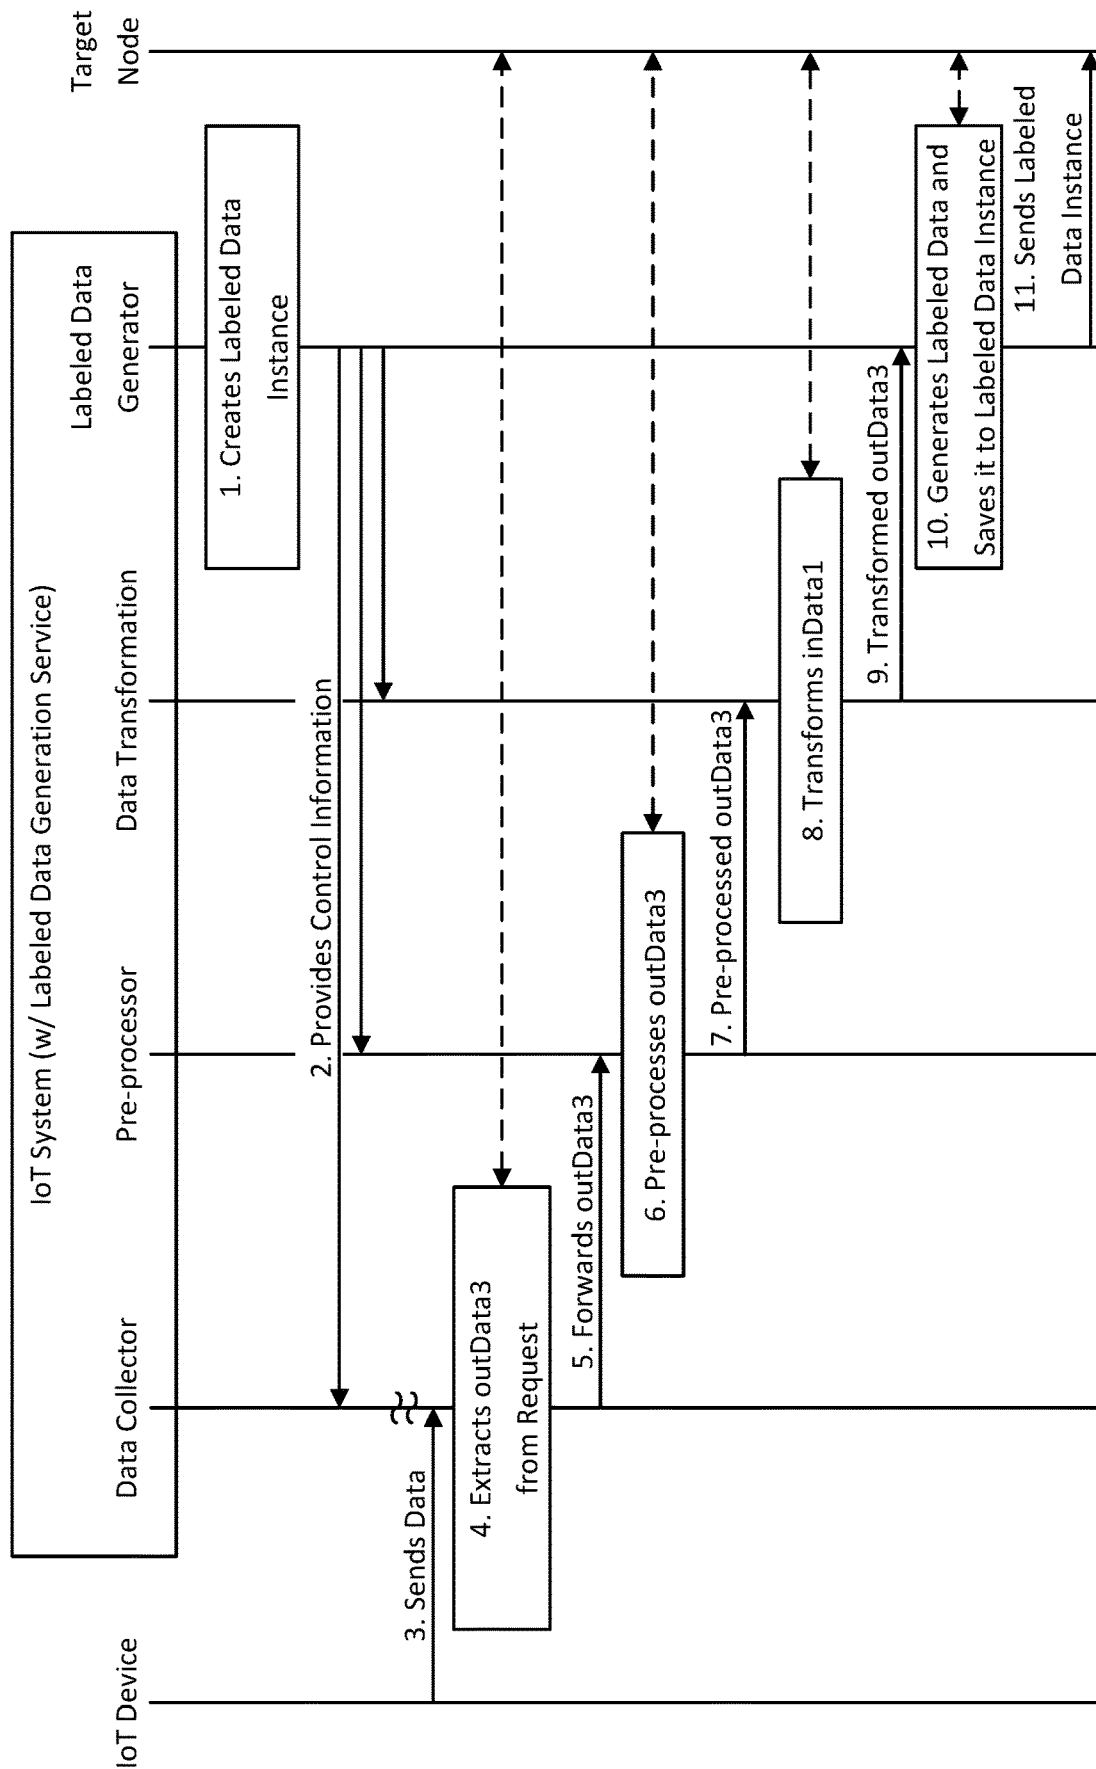 IoT System (w/ Labeled Data Generation Service)
IoT Device
Data Collector
Pre-processor
Data Transformation
Labeled Data
Generator
Target
Node
1. Creates Labeled Data
Instance
2. Provides Control Information
3. Sends Data
4. Extracts outData3
from Request
5. Forwards outData3
6. Pre-processes outData3
7. Pre-processed outData3
8. Transforms inData1
9. Transformed outData3
10. Generates Labeled Data and
Saves it to Labeled Data Instance
11. Sends Labeled
Data Instance